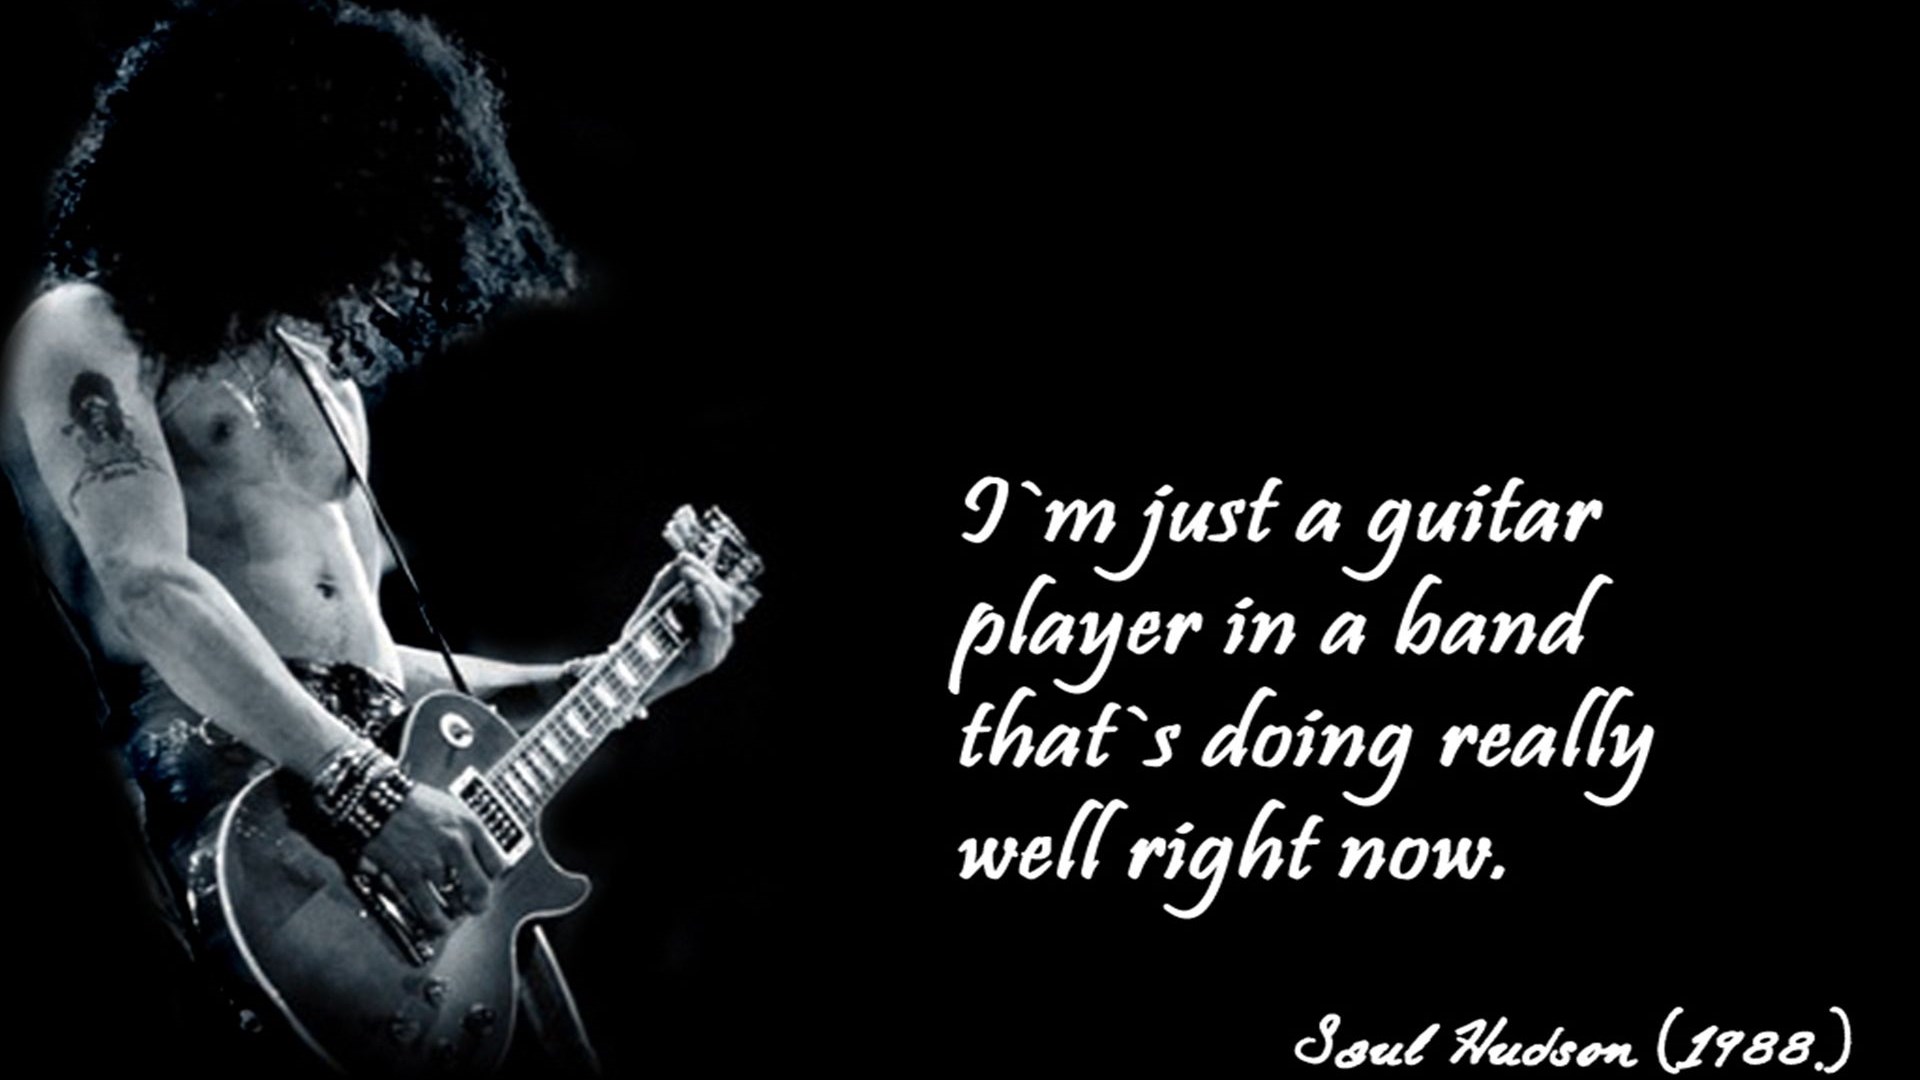 I`m just a guitar
player in a band
that`s doing really
well right now.
Saul Hudson (1988.)